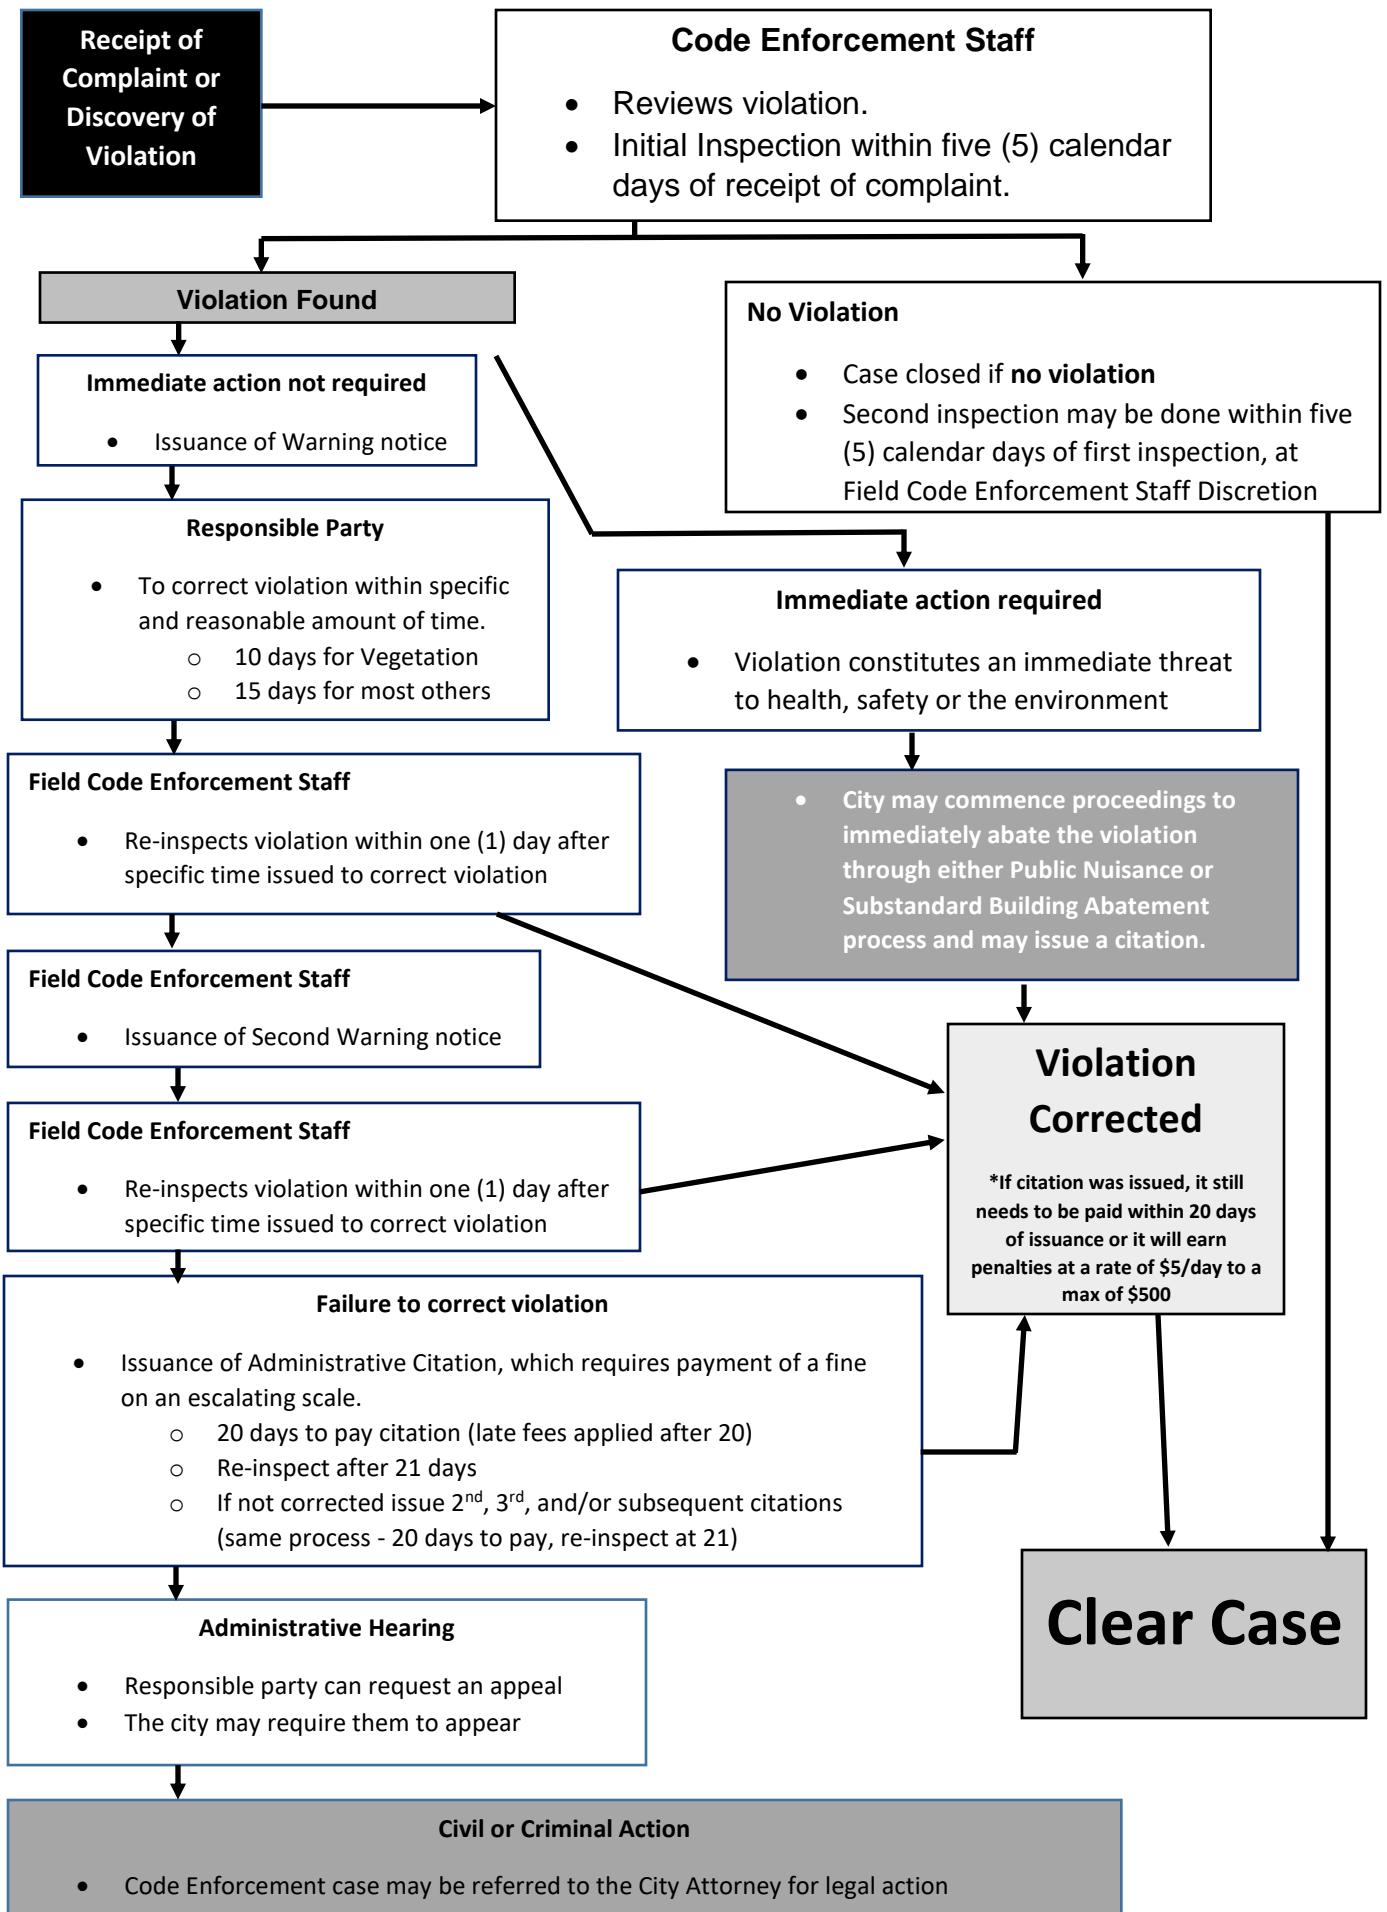 Receipt of
Complaint or
Discovery of
Violation
Code Enforcement Staff
• Reviews violation.
• Initial Inspection within five (5) calendar
days of receipt of complaint.
Violation Found
No Violation
• Case closed if no violation
• Second inspection may be done within five
(5) calendar days of first inspection, at
Field Code Enforcement Staff Discretion
Immediate action not required
• Issuance of Warning notice
Responsible Party
• To correct violation within specific
and reasonable amount of time.
o 10 days for Vegetation
o 15 days for most others
Immediate action required
• Violation constitutes an immediate threat
to health, safety or the environment
Field Code Enforcement Staff
• Re-inspects violation within one (1) day after
specific time issued to correct violation
• City may commence proceedings to
immediately abate the violation
through either Public Nuisance or
Substandard Building Abatement
process and may issue a citation.
Field Code Enforcement Staff
• Issuance of Second Warning notice
Field Code Enforcement Staff
• Re-inspects violation within one (1) day after
specific time issued to correct violation
Violation
Corrected
*If citation was issued, it still
needs to be paid within 20 days
of issuance or it will earn
penalties at a rate of $5/day to a
max of $500
Failure to correct violation
• Issuance of Administrative Citation, which requires payment of a fine
on an escalating scale.
o 20 days to pay citation (late fees applied after 20)
o Re-inspect after 21 days
o If not corrected issue 2nd, 3rd, and/or subsequent citations
(same process - 20 days to pay, re-inspect at 21)
Clear Case
Administrative Hearing
• Responsible party can request an appeal
• The city may require them to appear
Civil or Criminal Action
• Code Enforcement case may be referred to the City Attorney for legal action